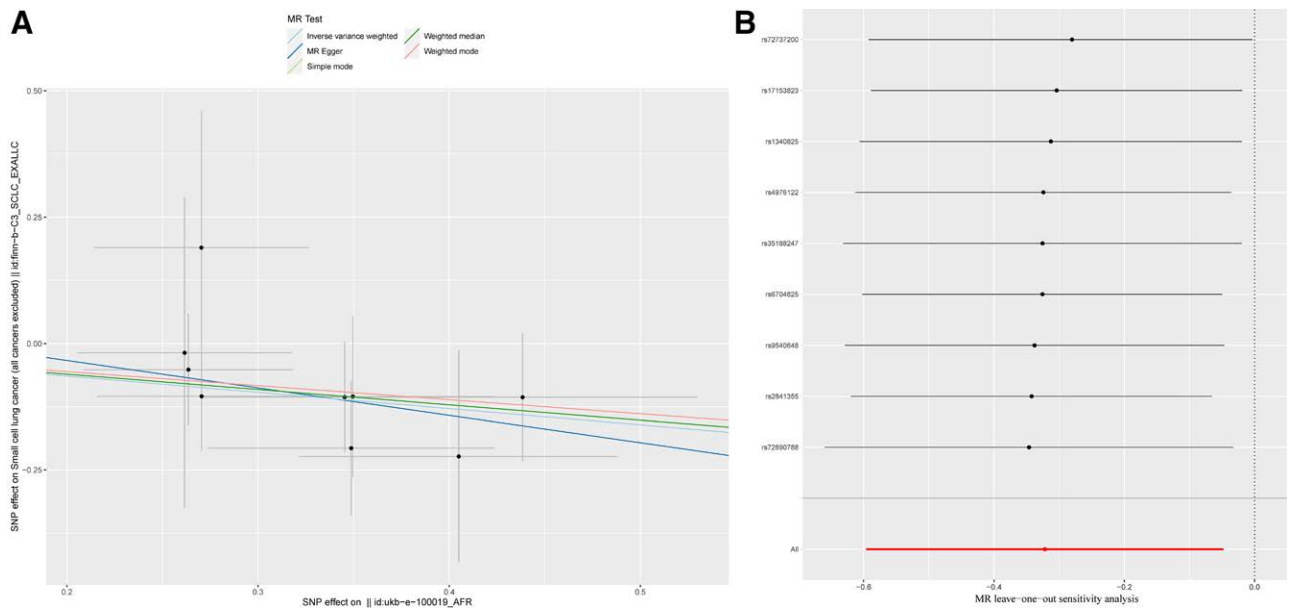 A
MR Test
Inverse variance weighted
MR Egger
Simple mode
Weighted median
Weighted mode
SNP effect on Small cell lung cancer (all cancers excluded) || id:finn-b-C3_SCLC_EXALLC
0.50
0.25
0.00
-0.25
0.2
0.3
0.4
0.5
SNP effect on || id:ukb-e-100019_AFR
B
rs72737200
rs17153823
rs1340825
rs4978122
rs35188247
rs6704825
rs9540648
rs2841355
rs72890788
All
-0.6
-0.4
-0.2
0.0
MR leave-one-out sensitivity analysis